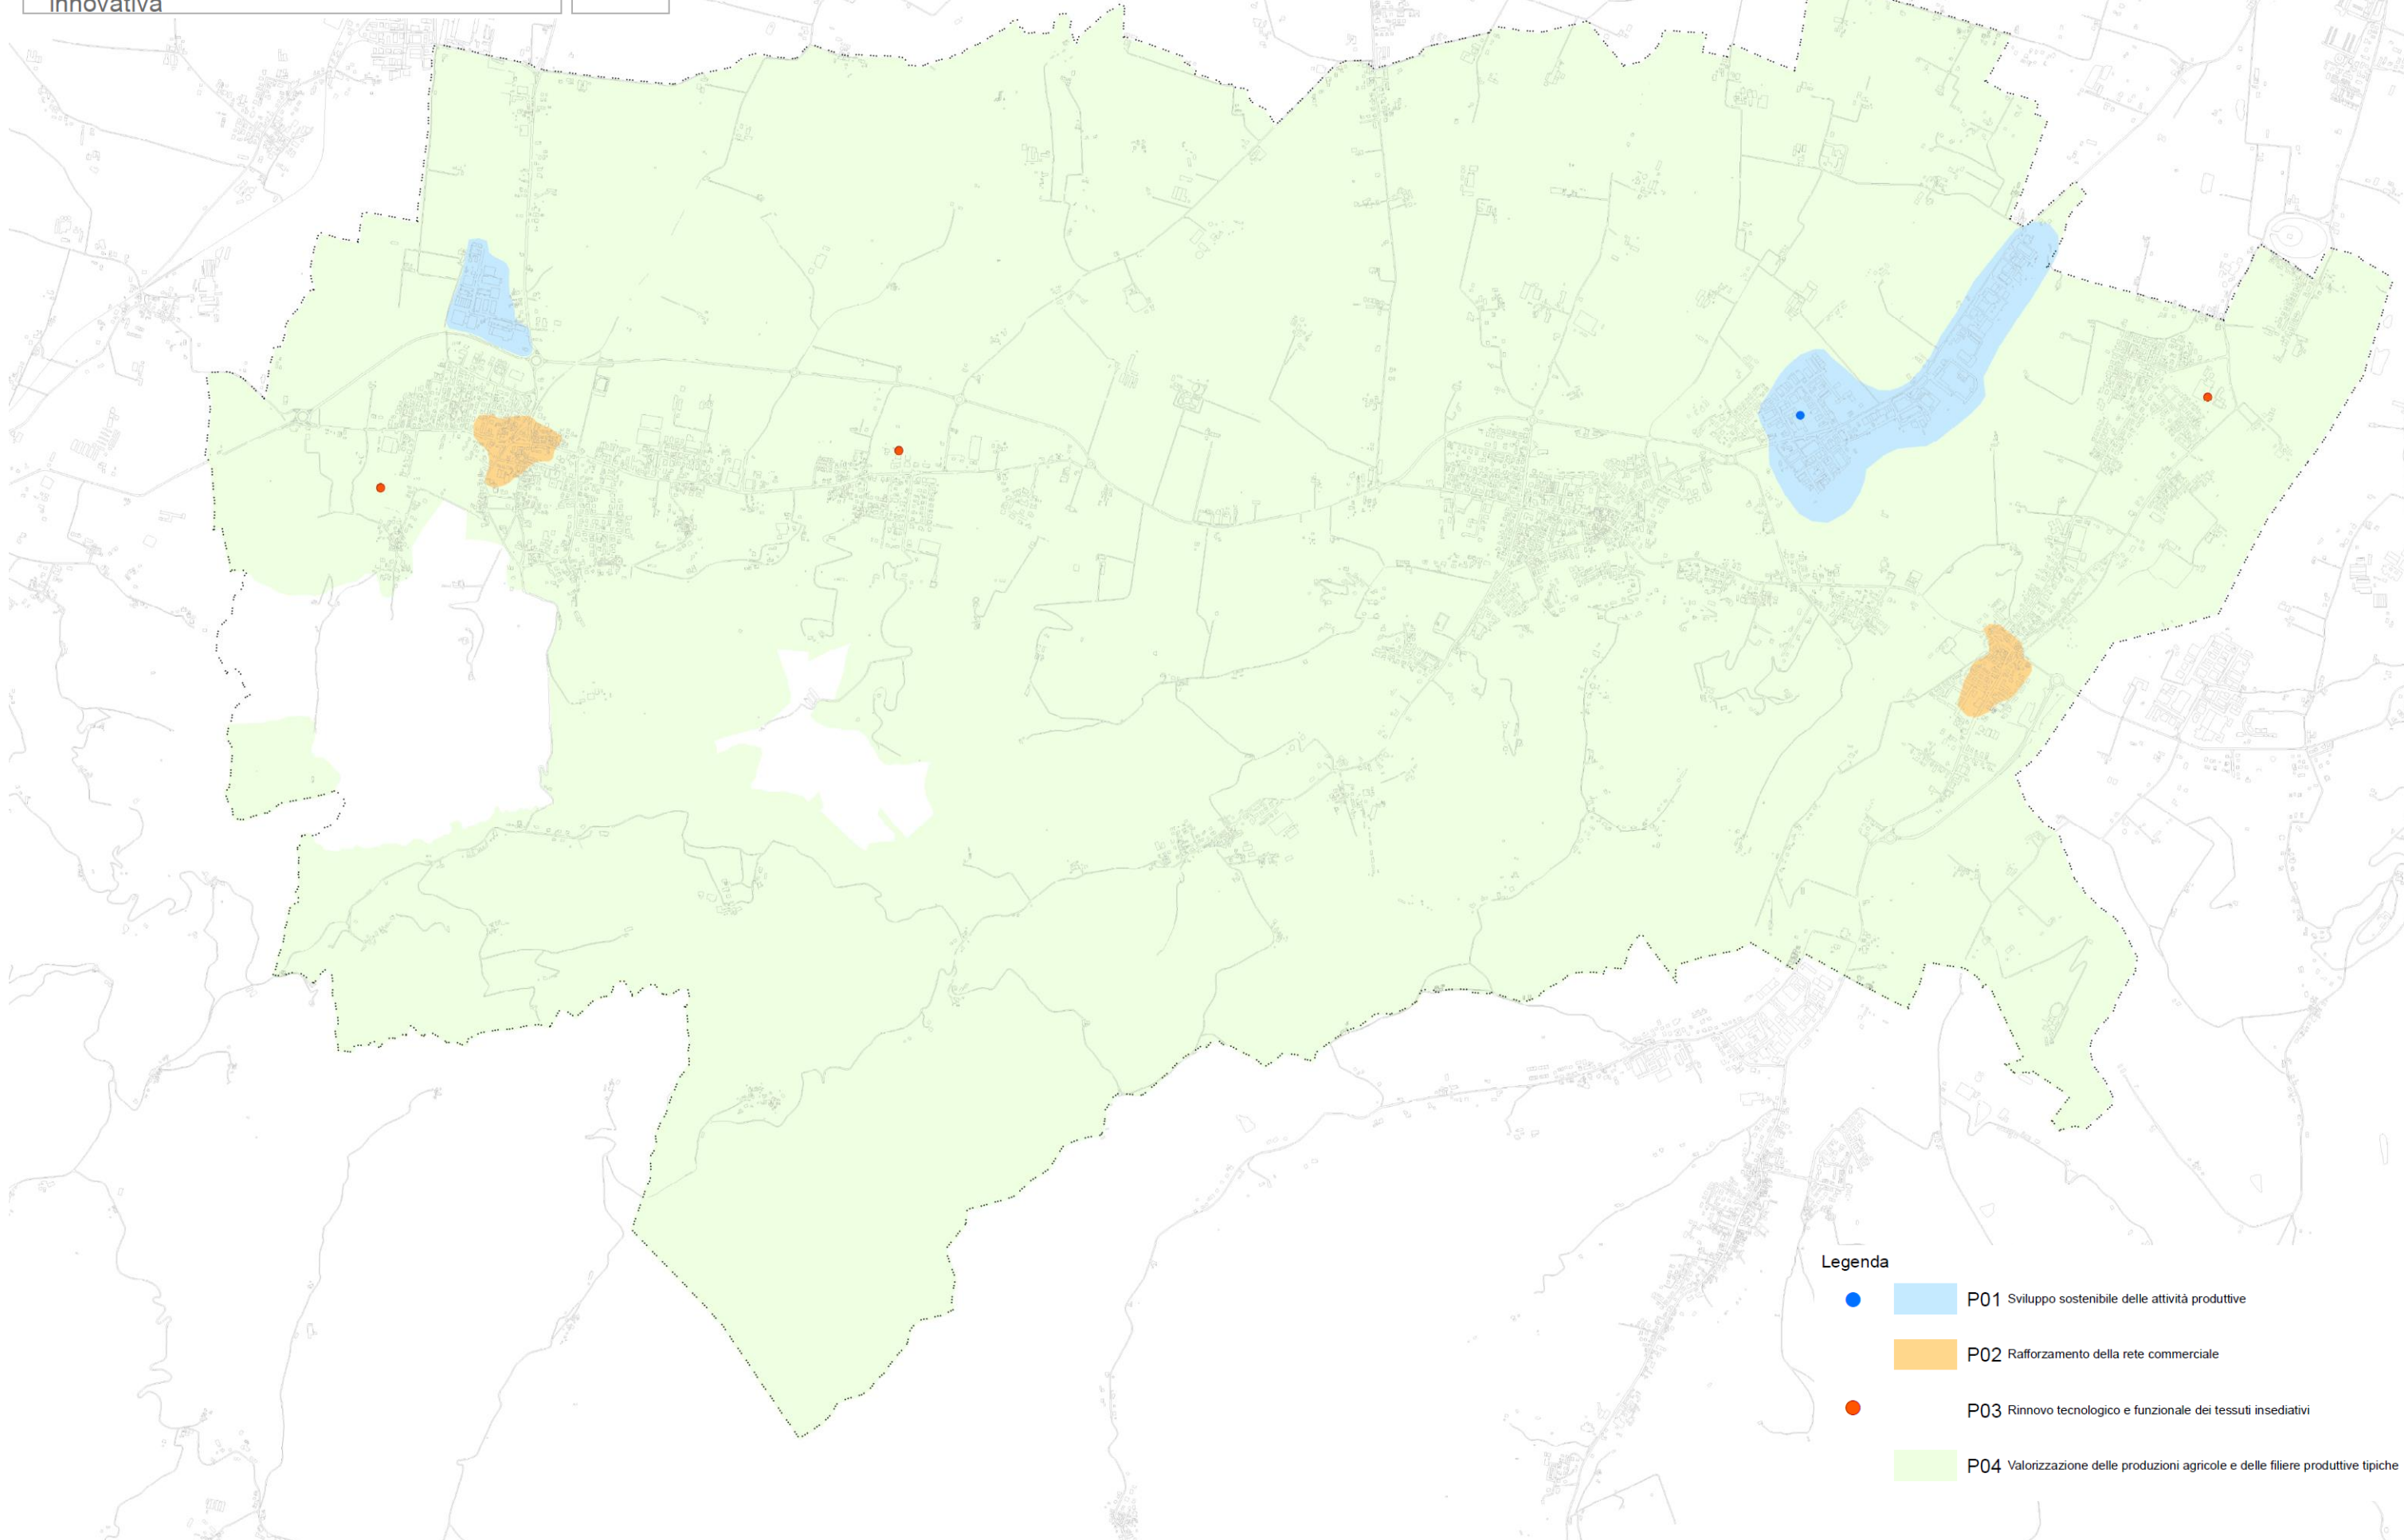 innovativa
Legenda
P01 Sviluppo sostenibile delle attività produttive
P02 Rafforzamento della rete commerciale
P03 Rinnovo tecnologico e funzionale dei tessuti insediativi
P04 Valorizzazione delle produzioni agricole e delle filiere produttive tipiche